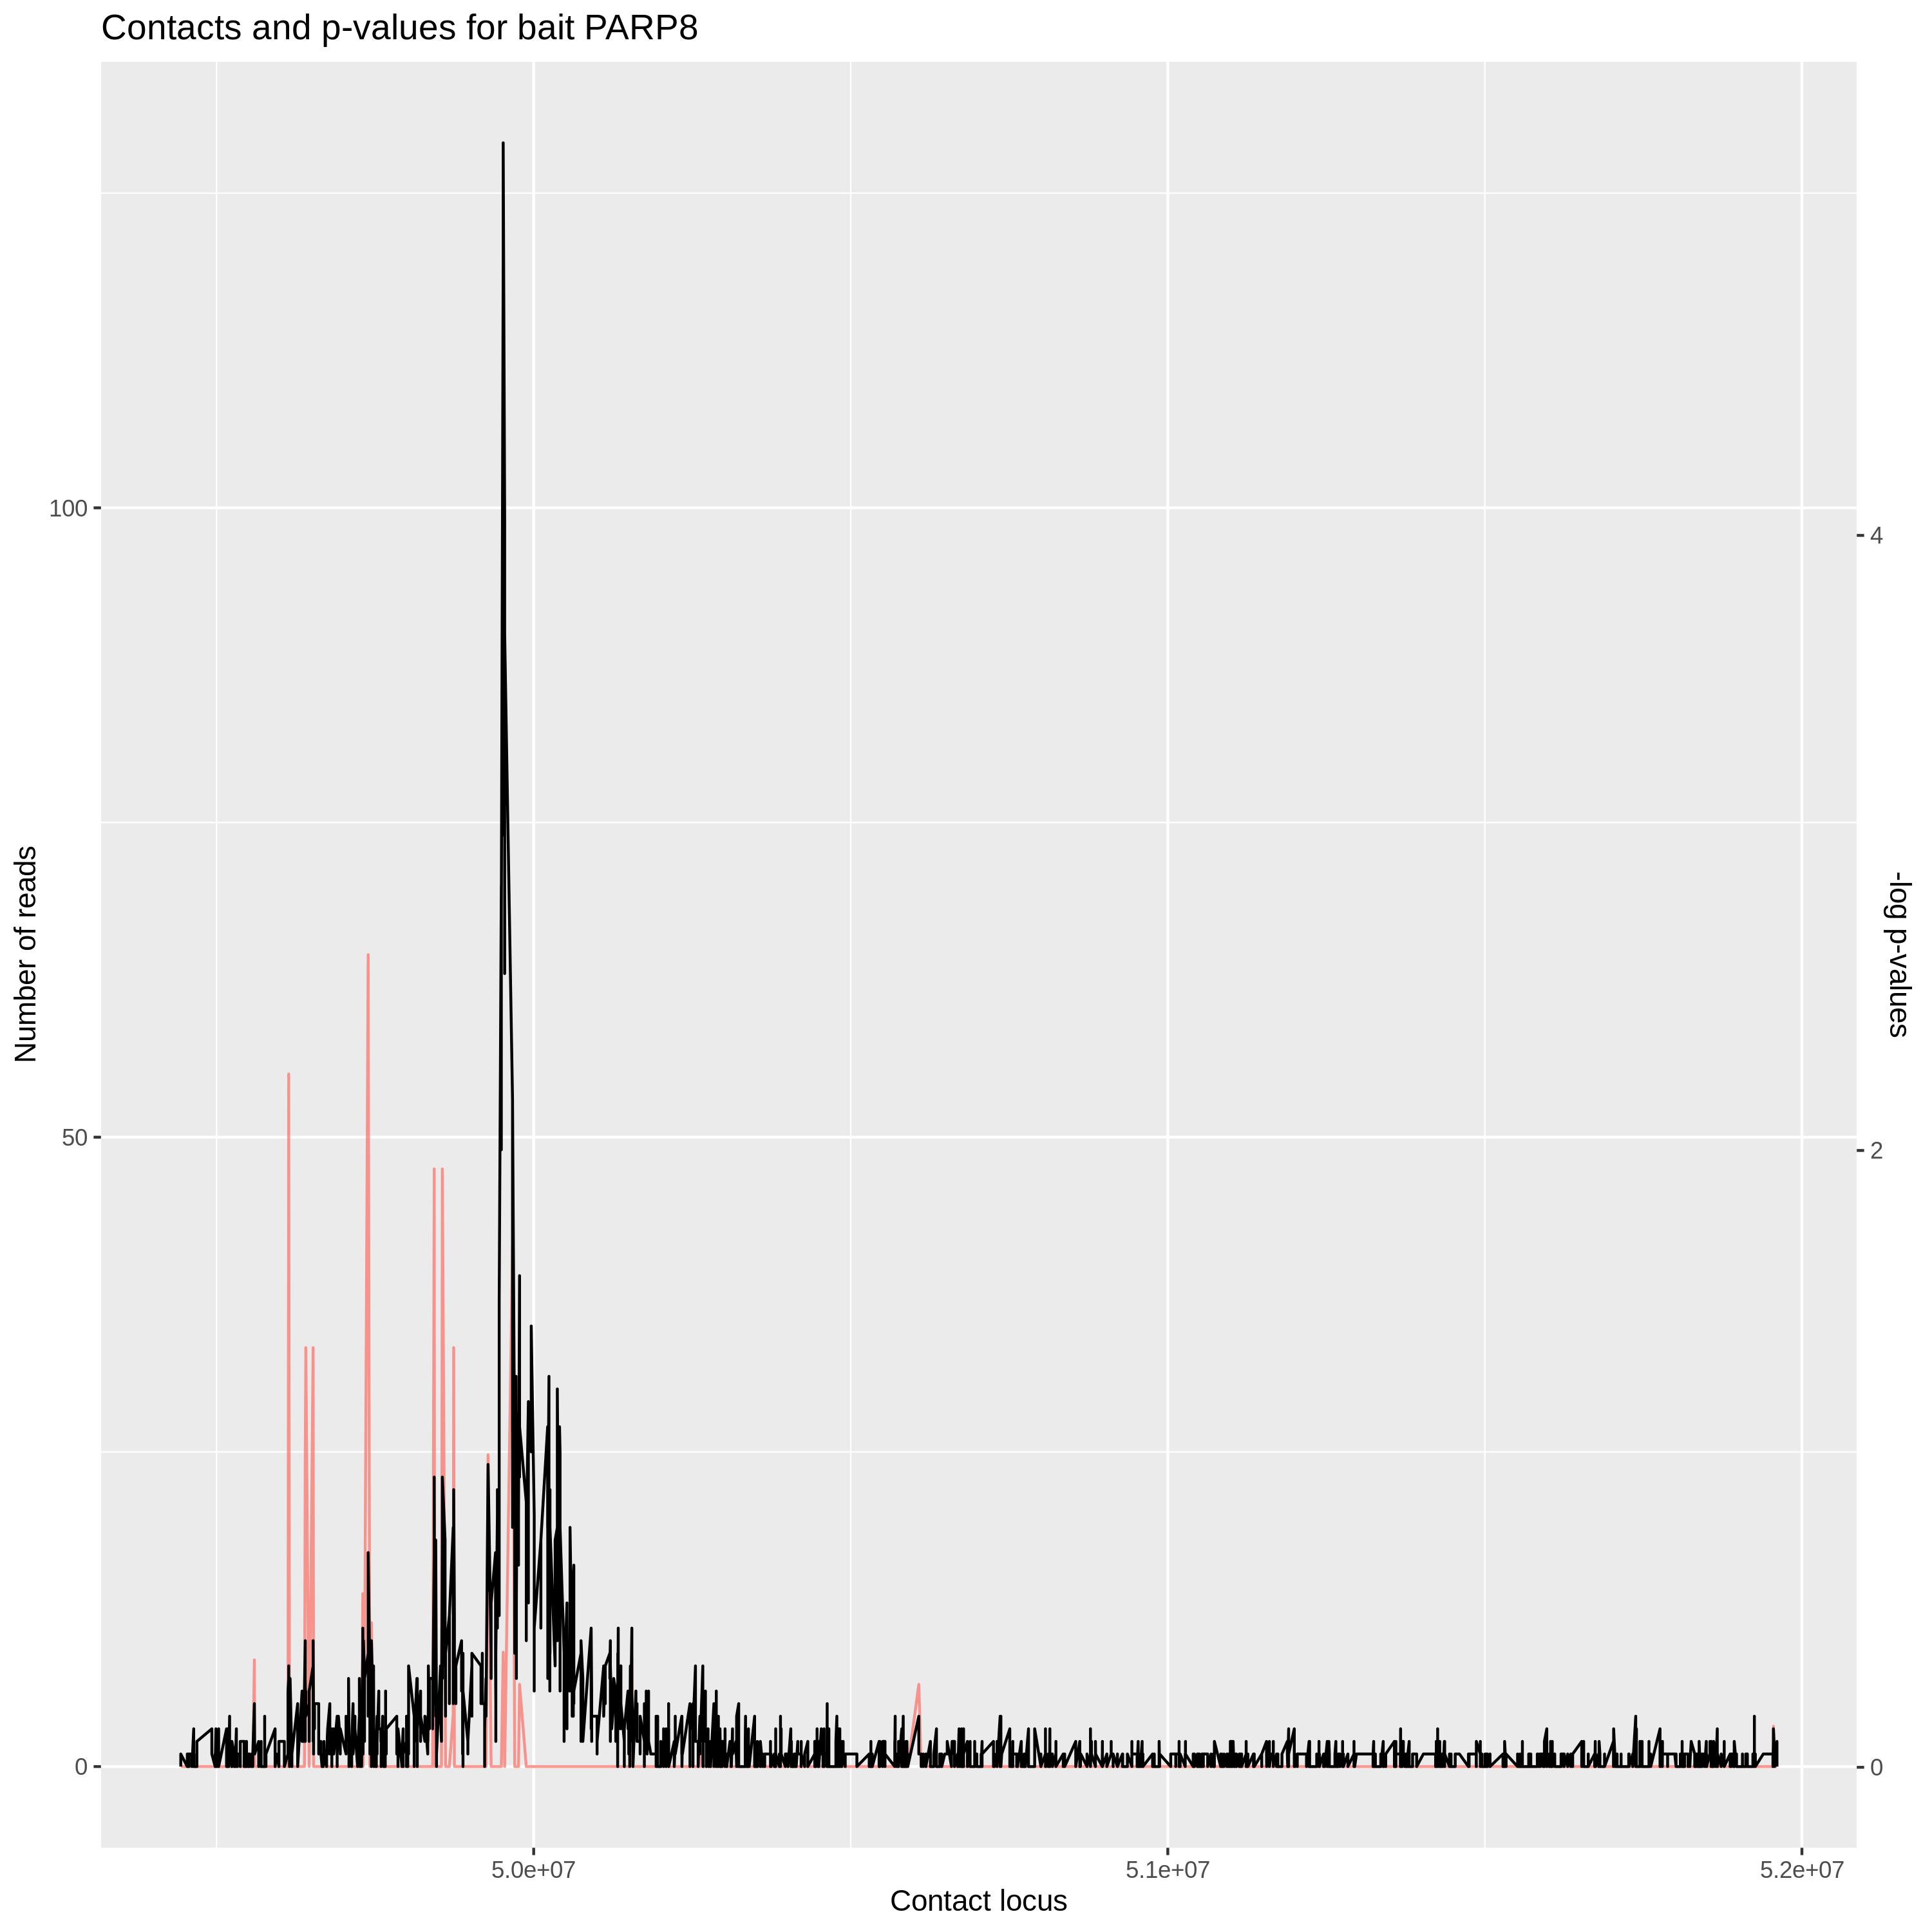 Contacts and p-values for bait PARP8
Number of reads
100
50
0
4
2
0
-log p-values
5.0e+07
5.1e+07
5.2e+07
Contact locus